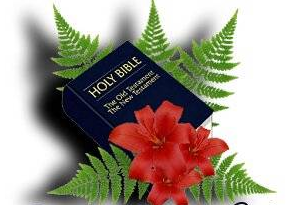 HOLY BIBLE
The Old Testament
The New Testament